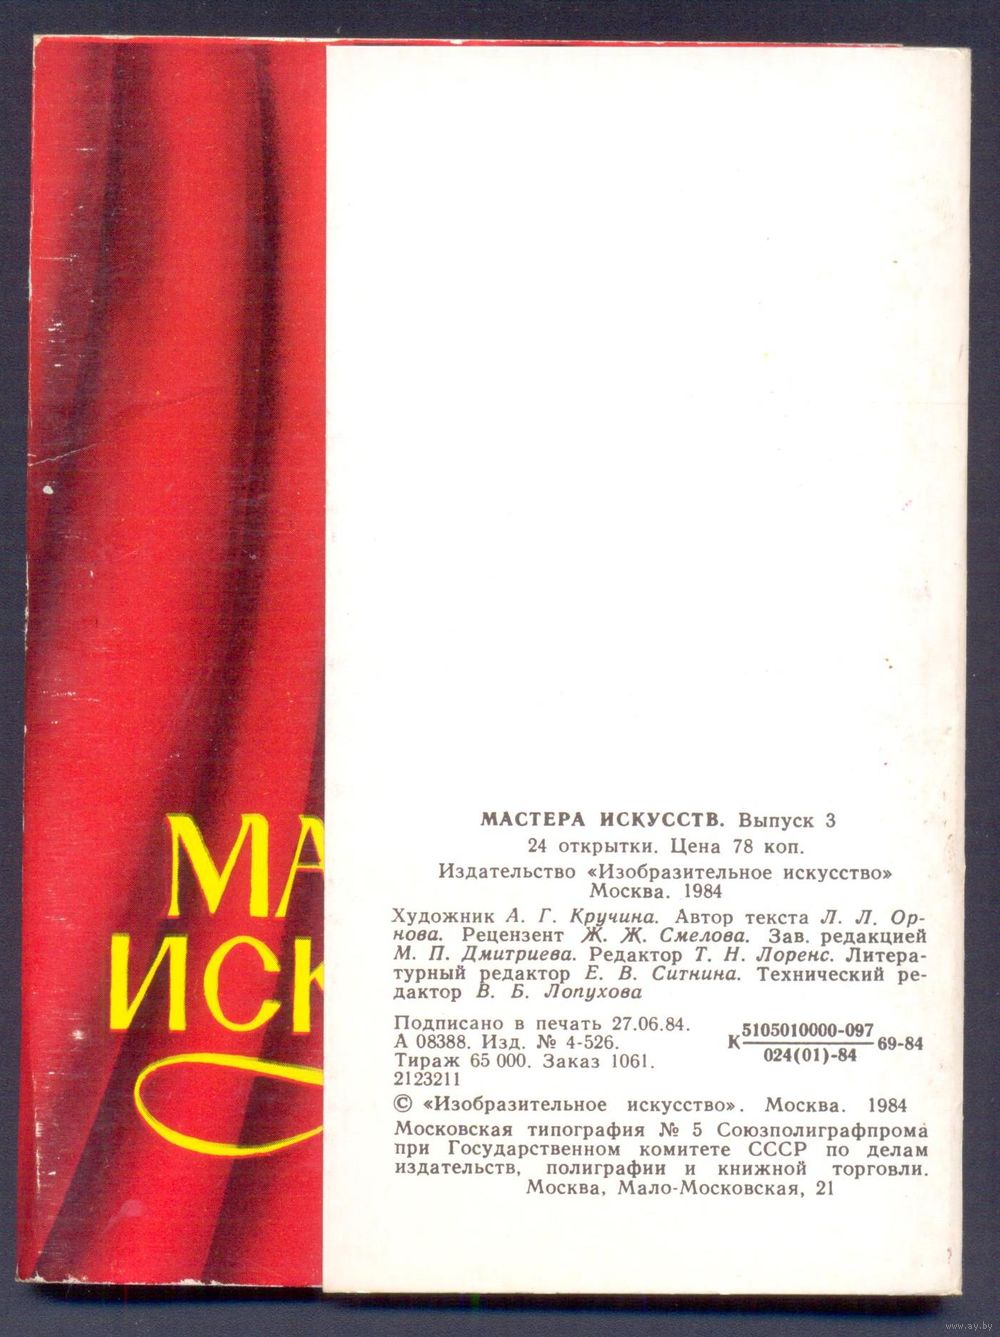 МА
ИСК
МАСТЕРА ИСКУССТВ. Выпуск 3
24 открытки. Цена 78 коп.
Издательство «Изобразительное искусство»
Москва. 1984
Художник А. Г. Кручина. Автор текста Л. Л. Ор-
нова. Рецензент Ж. Ж. Смелова. Зав. редакцией
М. П. Дмитриева. Редактор Т. Н. Лоренс. Литера-
турный редактор Е. В. Ситнина. Технический ре-
дактор В. Б. Лопухова
Подписано в печать 27.06.84.
А 08388. Изд. № 4-526.
Тираж 65 000. Заказ 1061.
2123211
5105010000-097
К 69-84
024(01)-84
© «Изобразительное искусство». Москва. 1984
Московская типография № 5 Союзполиграфпрома
при Государственном комитете СССР по делам
издательств, полиграфии и книжной торговли.
Москва, Мало-Московская, 21
www.ay.by